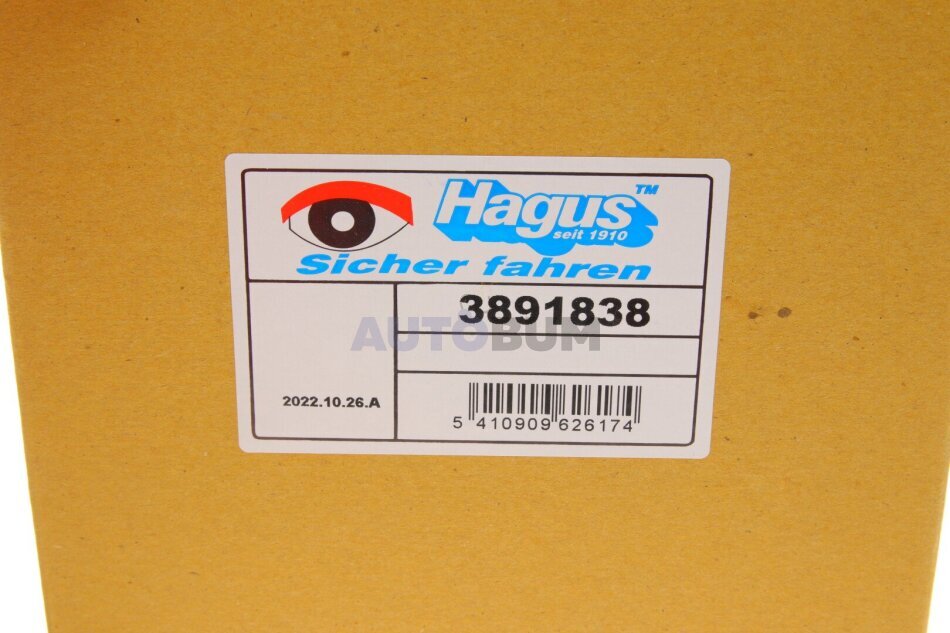 Hagus™
seit 1910
Sicher fahren
3891838
AUTOBUM
2022.10.26.A
5 410909 626174